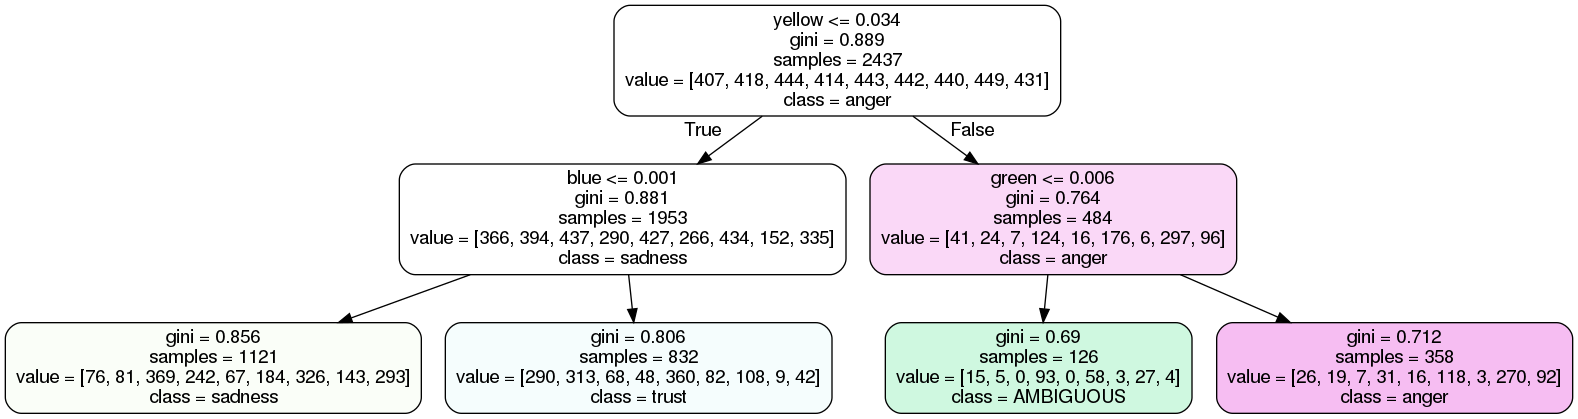 yellow <= 0.034
gini = 0.889
samples = 2437
value = [407, 418, 444, 414, 443, 442, 440, 449, 431]
class = anger
True
False
blue <= 0.001
gini = 0.881
samples = 1953
value = [366, 394, 437, 290, 427, 266, 434, 152, 335]
class = sadness
green <= 0.006
gini = 0.764
samples = 484
value = [41, 24, 7, 124, 16, 176, 6, 297, 96]
class = anger
gini = 0.856
samples = 1121
value = [76, 81, 369, 242, 67, 184, 326, 143, 293]
class = sadness
gini = 0.806
samples = 832
value = [290, 313, 68, 48, 360, 82, 108, 9, 42]
class = trust
gini = 0.69
samples = 126
value = [15, 5, 0, 93, 0, 58, 3, 27, 4]
class = AMBIGUOUS
gini = 0.712
samples = 358
value = [26, 19, 7, 31, 16, 118, 3, 270, 92]
class = anger